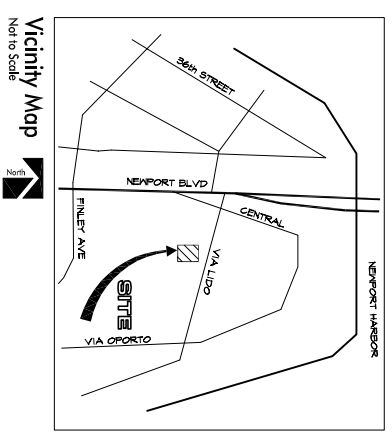 Vicinity Map
Not to Scale
North
36th STREET
NEWPORT BLVD
CENTRAL
FINLEY AVE
VIA LIDO
NEWPORT HARBOR
SITE
VIA OPORTO